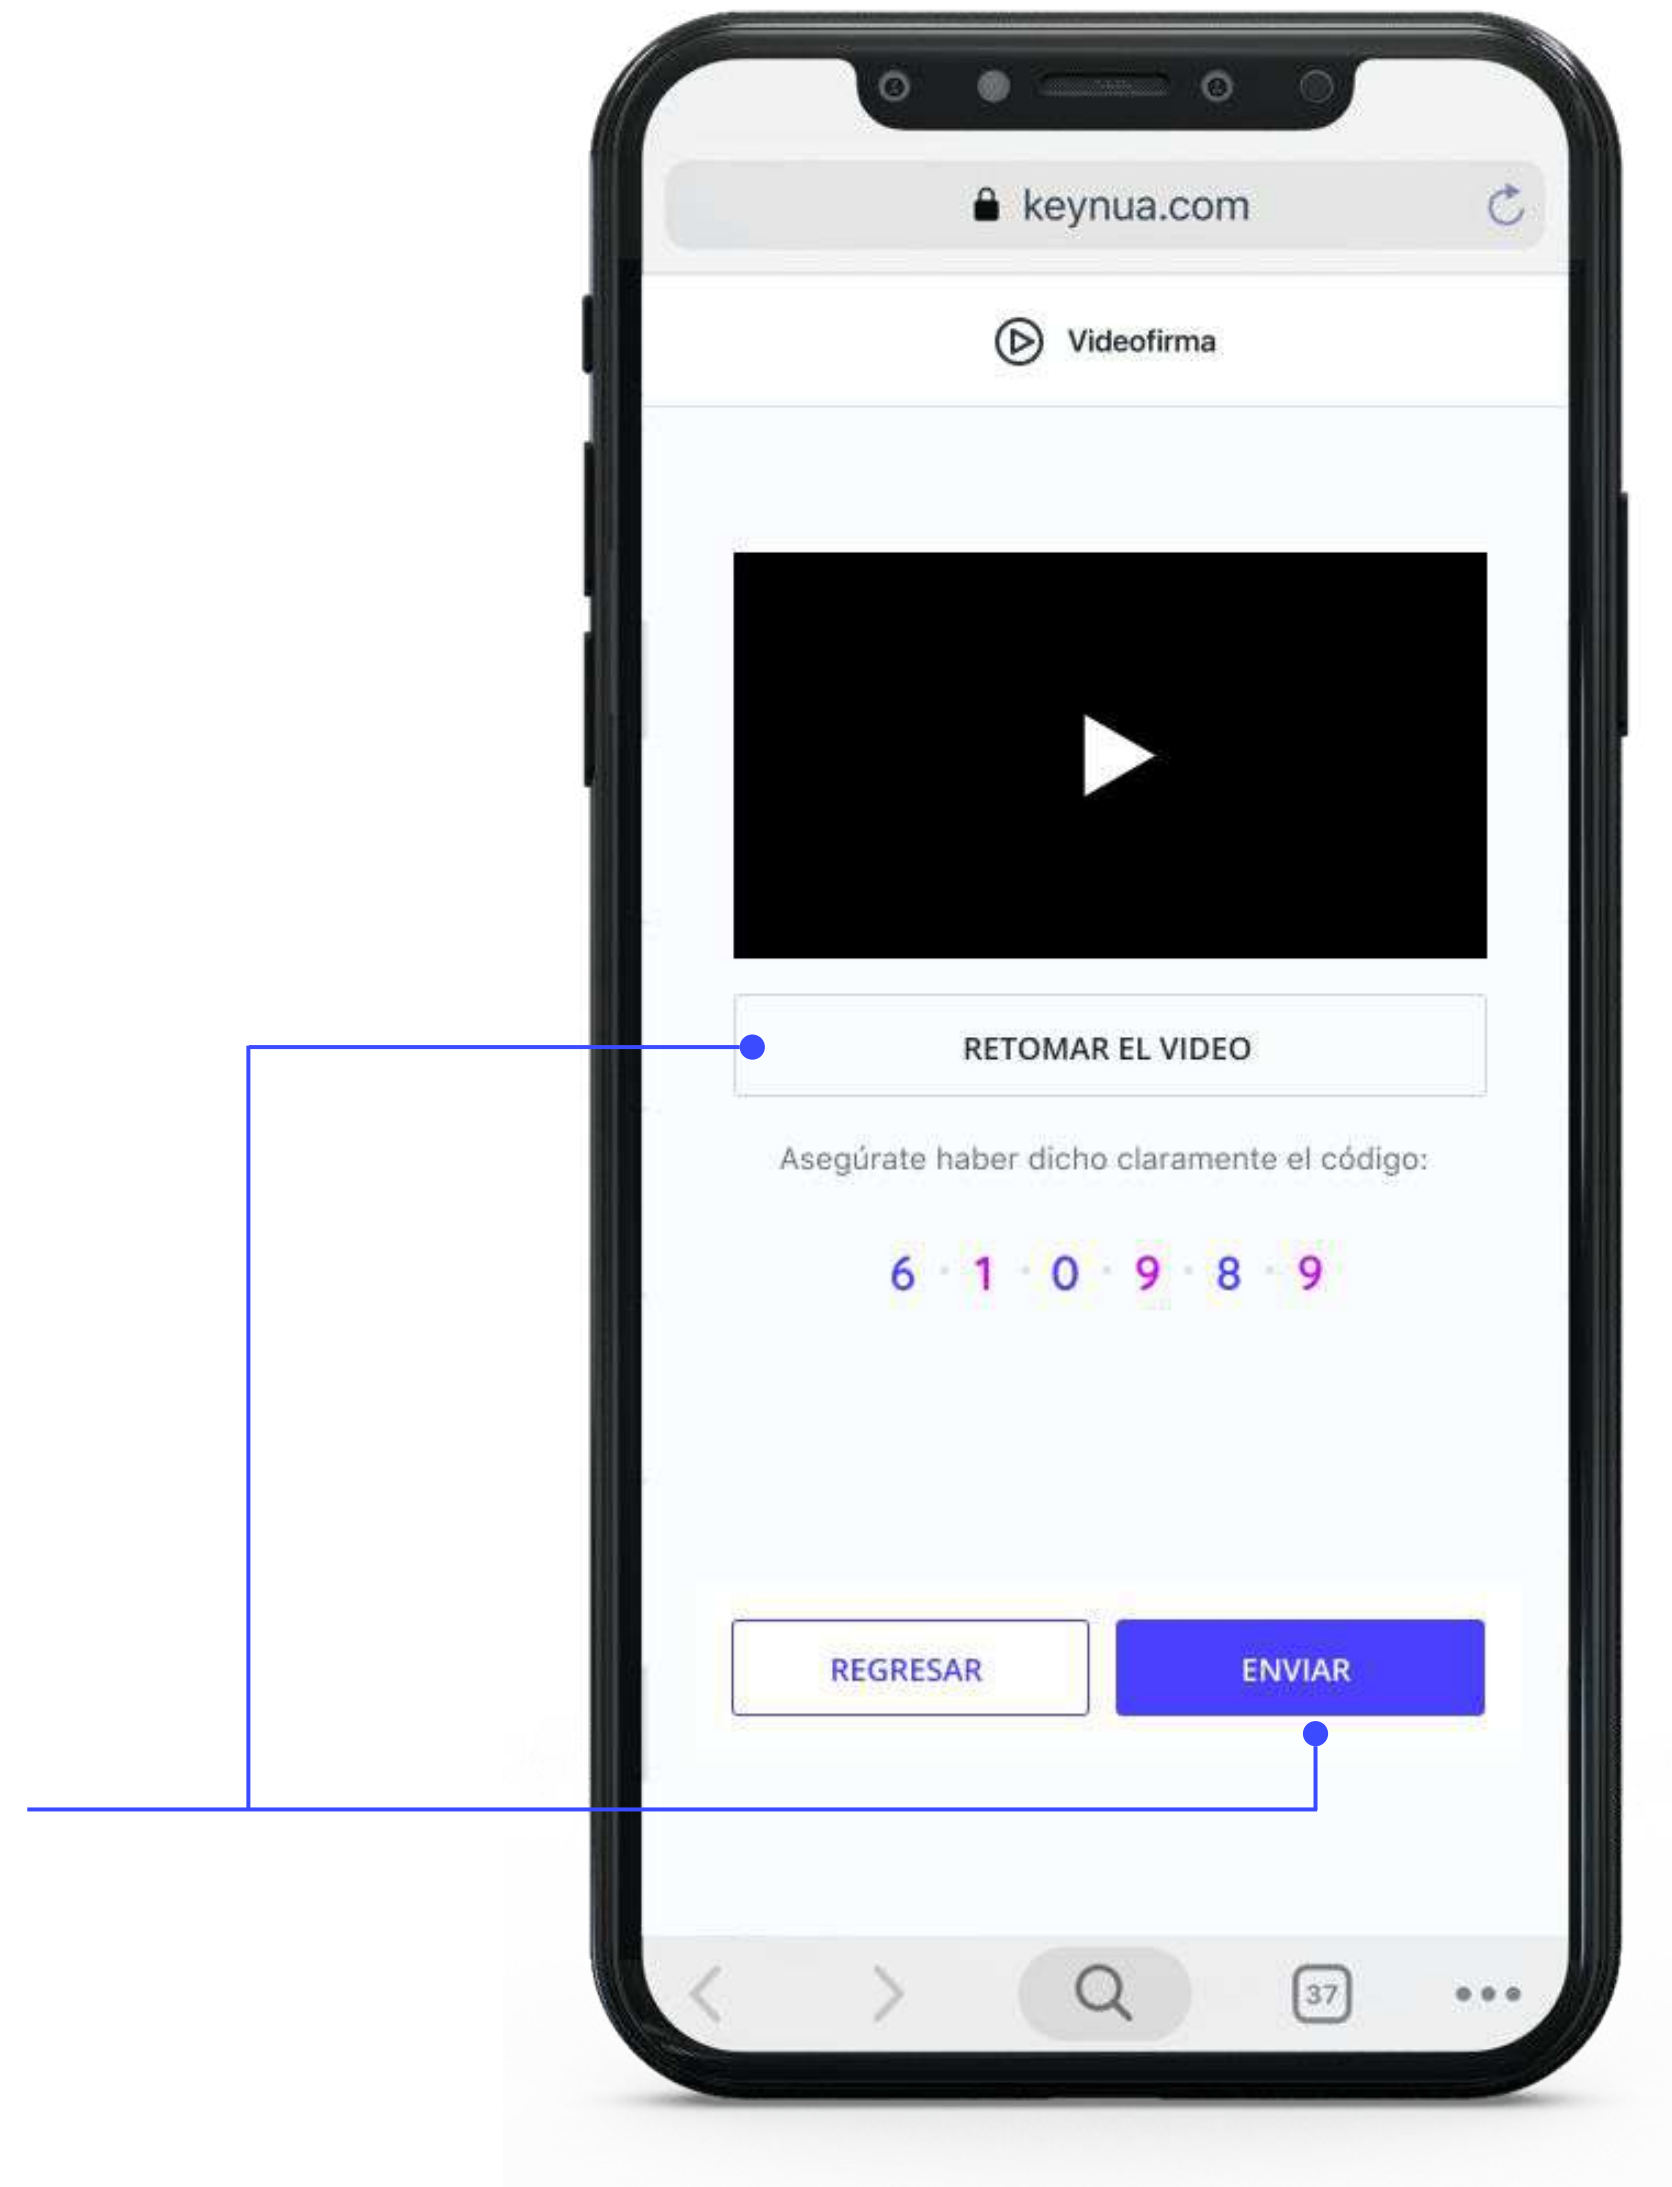 keynua.com
Videofirma
RETOMAR EL VIDEO
Asegúrate haber dicho claramente el código:
6 · 1 · 0 · 9 · 8 · 9
REGRESAR ENVIAR
37